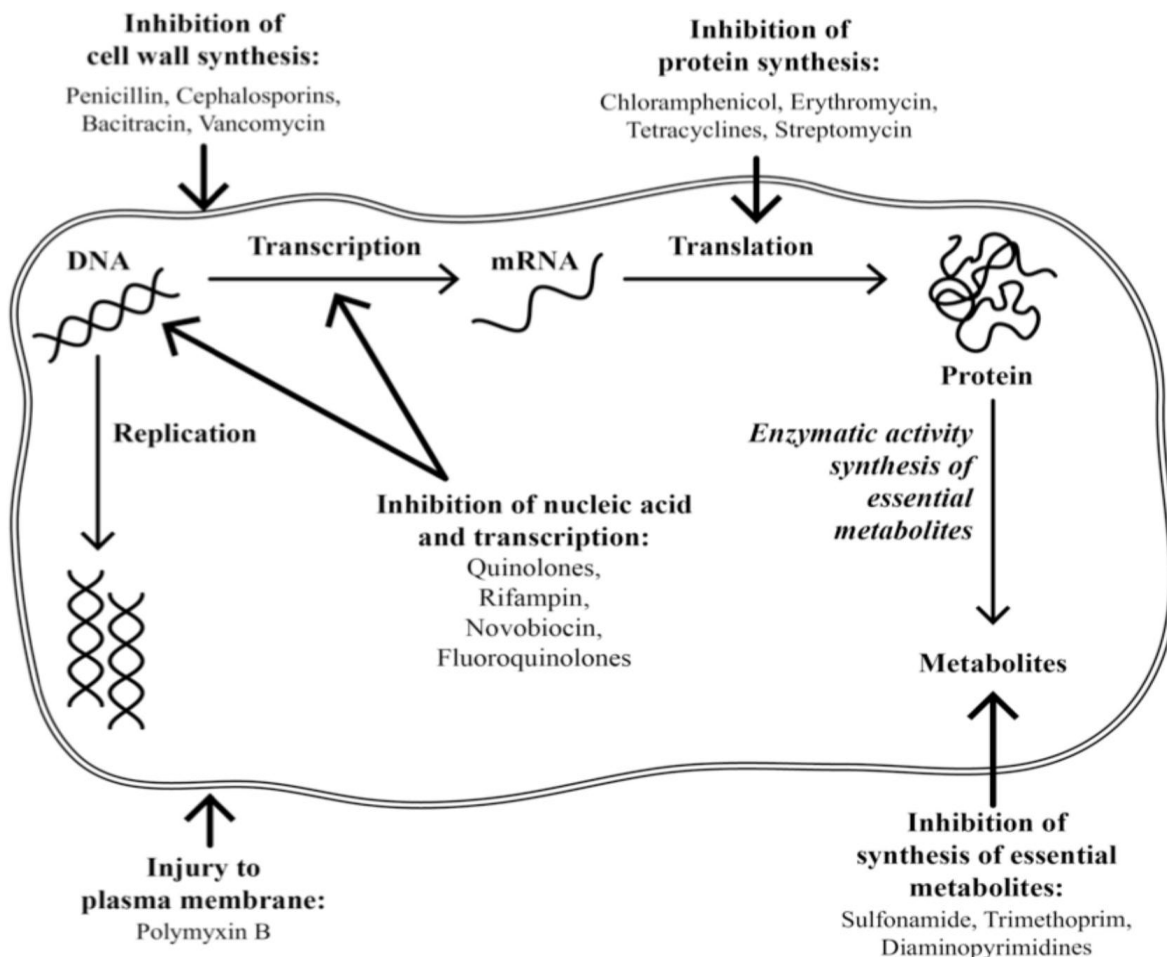 Inhibition of
cell wall synthesis:
Penicillin, Cephalosporins,
Bacitracin, Vancomycin
Inhibition of
protein synthesis:
Chloramphenicol, Erythromycin,
Tetracyclines, Streptomycin
DNA
Transcription
mRNA
Translation
Protein
Replication
Enzymatic activity
synthesis of
essential
metabolites
Inhibition of nucleic acid
and transcription:
Quinolones,
Rifampin,
Novobiocin,
Fluoroquinolones
Metabolites
Injury to
plasma membrane:
Polymyxin B
Inhibition of
synthesis of essential
metabolites:
Sulfonamide, Trimethoprim,
Diaminopyrimidines